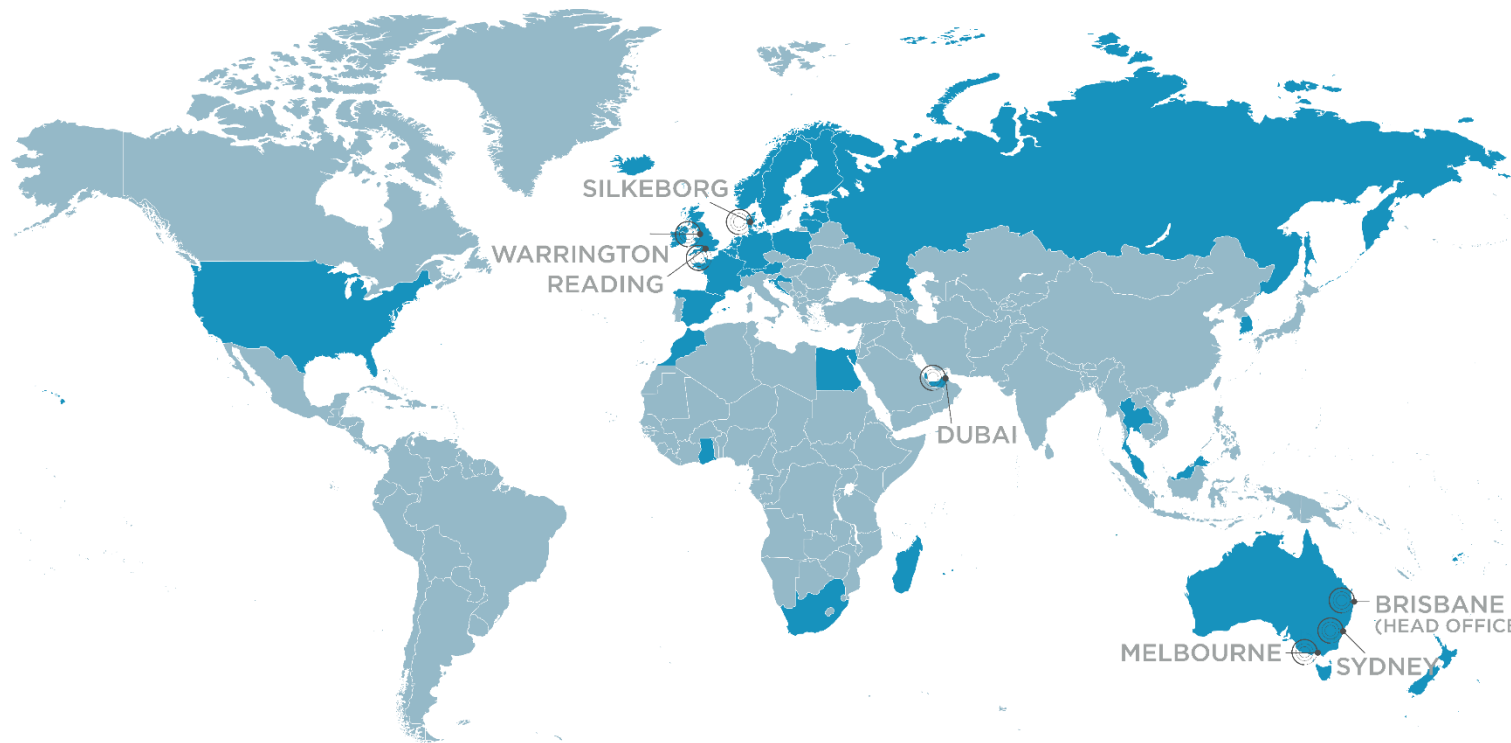 SILKEBORG
WARRINGTON
READING
DUBAI
BRISBANE
(HEAD OFFICE
MELBOURNE
SYDNEY